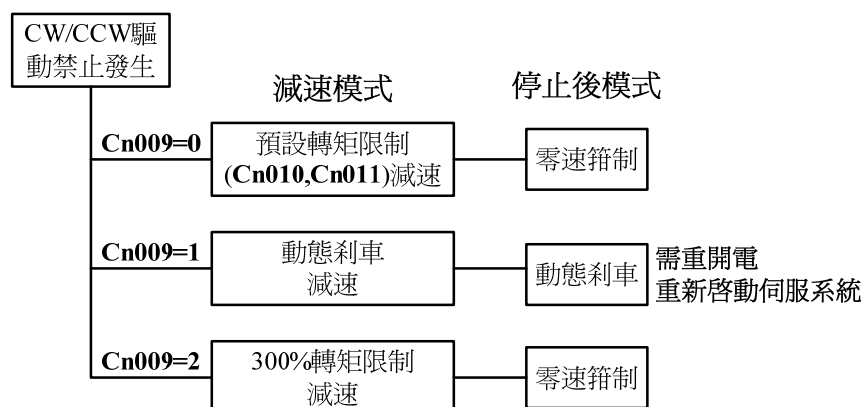 CW/CCW驅
動禁止發生
減速模式
停止後模式
Cn009=0
預設轉矩限制
(Cn010,Cn011)減速
零速箝制
Cn009=1
動態剎車
減速
動態剎車
需重開電
重新啓動伺服系統
Cn009=2
300%轉矩限制
減速
零速箝制